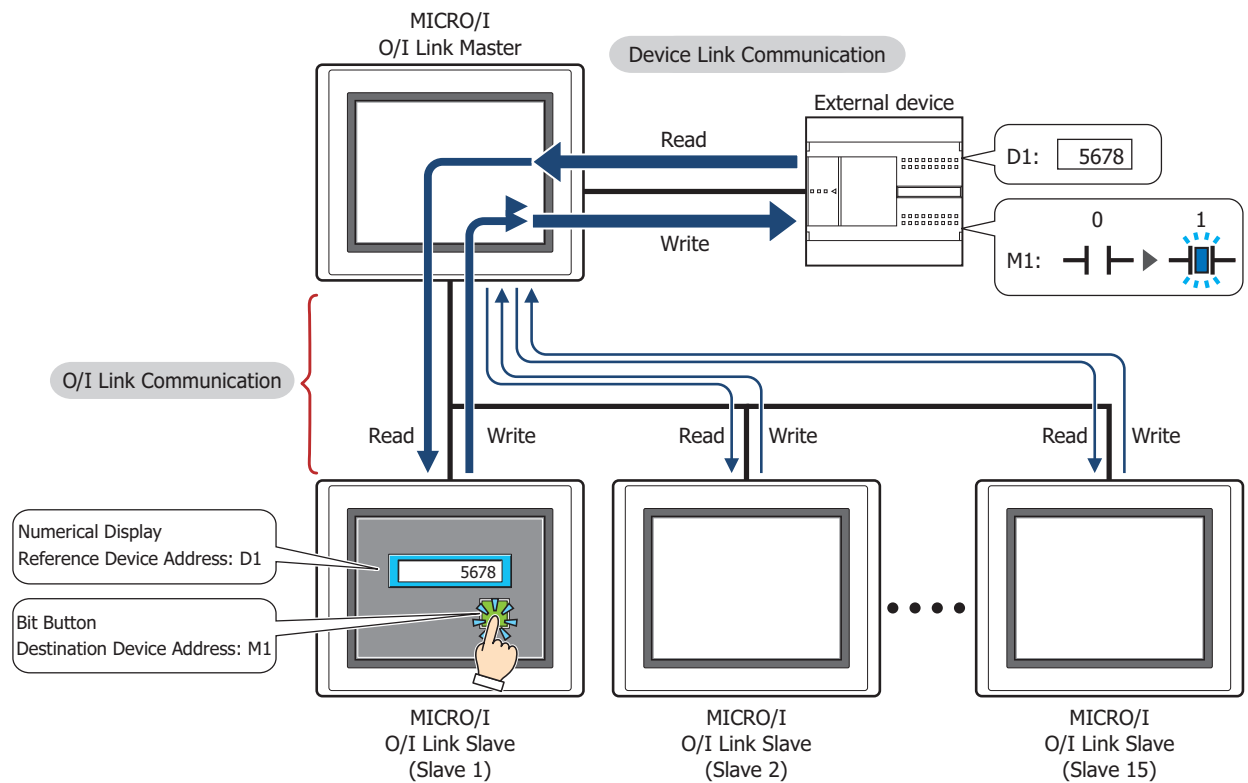 MICRO/I
O/I Link Master
Device Link Communication
External device
Read
D1: 5678
Write
0 1
M1:
O/I Link Communication
Read Write Read Write Read Write
Numerical Display
Reference Device Address: D1
5678
Bit Button
Destination Device Address: M1
MICRO/I
O/I Link Slave
(Slave 1)
MICRO/I
O/I Link Slave
(Slave 2)
MICRO/I
O/I Link Slave
(Slave 15)